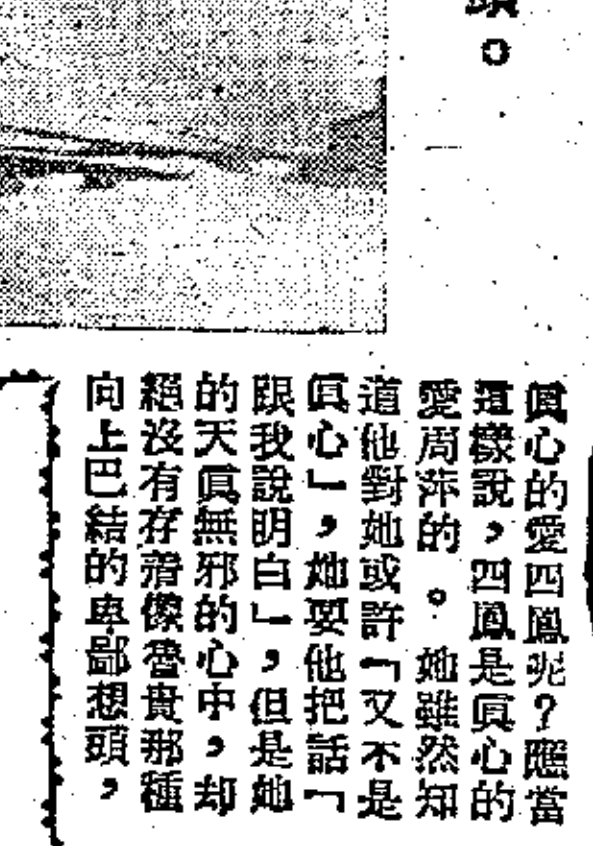 頭。
眞心的愛四鳳呢？應當
這樣說，四鳳是眞心的
愛周萍的。她雖然知
道他對她或許「又不是
眞心」，她要他把話「
跟我說明白」，但是她
的天眞無邪的心中，却
絕沒有存着像魯貴那種
向上巴結的卑鄙想頭，